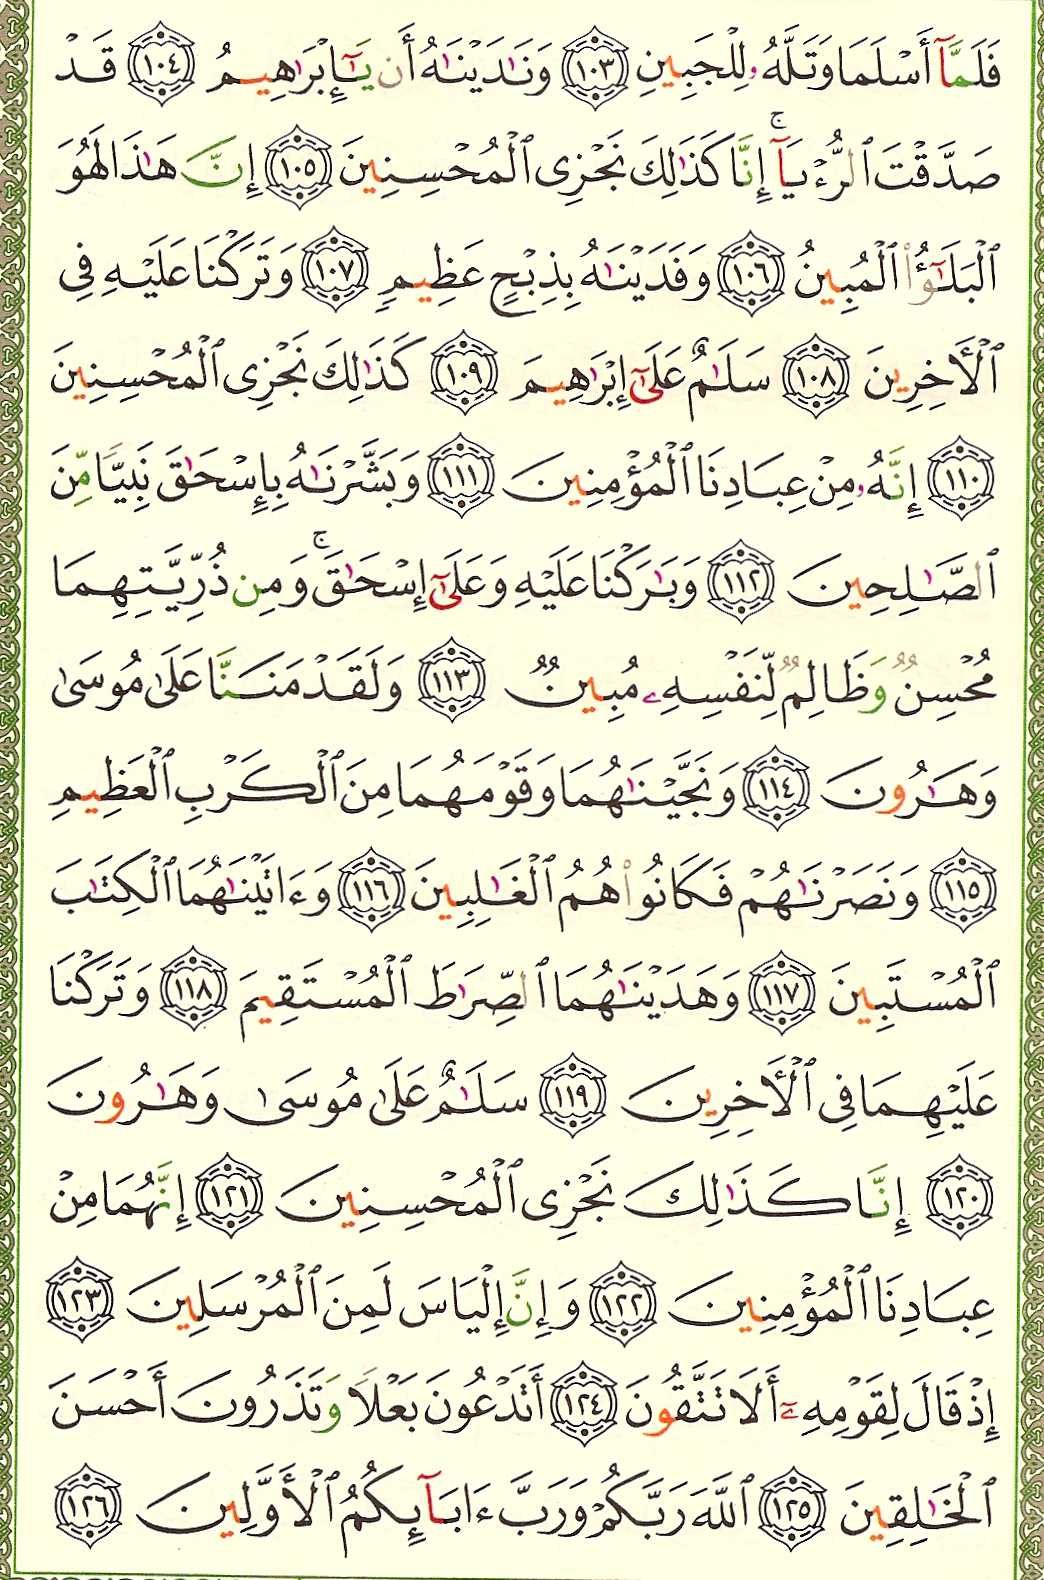 فَلَمَّآ أَسْلَمَا وَتَلَّهُۥ لِلْجَبِينِ ﴿١٠٣﴾ وَنَٰدَيْنَٰهُ أَن يَٰٓإِبْرَٰهِيمُ ﴿١٠٤﴾ قَدْ
صَدَّقْتَ ٱلرُّءْيَآ ۚ إِنَّا كَذَٰلِكَ نَجْزِى ٱلْمُحْسِنِينَ ﴿١٠٥﴾ إِنَّ هَٰذَا لَهُوَ
ٱلْبَلَٰٓؤُا۟ ٱلْمُبِينُ ﴿١٠٦﴾ وَفَدَيْنَٰهُ بِذِبْحٍ عَظِيمٍ ﴿١٠٧﴾ وَتَرَكْنَا عَلَيْهِ فِى
ٱلْأَخِرِينَ ﴿١٠٨﴾ سَلَٰمٌ عَلَىٰٓ إِبْرَٰهِيمَ ﴿١٠٩﴾ كَذَٰلِكَ نَجْزِى ٱلْمُحْسِنِينَ
﴿١١٠﴾ إِنَّهُۥ مِنْ عِبَادِنَا ٱلْمُؤْمِنِينَ ﴿١١١﴾ وَبَشَّرْنَٰهُ بِإِسْحَٰقَ نَبِيًّا مِّنَ
ٱلصَّٰلِحِينَ ﴿١١٢﴾ وَبَٰرَكْنَا عَلَيْهِ وَعَلَىٰٓ إِسْحَٰقَ ۚ وَمِن ذُرِّيَّتِهِمَا
مُحْسِنٌ وَظَالِمٌ لِّنَفْسِهِۦ مُبِينٌ ﴿١١٣﴾ وَلَقَدْ مَنَنَّا عَلَىٰ مُوسَىٰ
وَهَٰرُونَ ﴿١١٤﴾ وَنَجَّيْنَٰهُمَا وَقَوْمَهُمَا مِنَ ٱلْكَرْبِ ٱلْعَظِيمِ
﴿١١٥﴾ وَنَصَرْنَٰهُمْ فَكَانُوا۟ هُمُ ٱلْغَٰلِبِينَ ﴿١١٦﴾ وَءَاتَيْنَٰهُمَا ٱلْكِتَٰبَ
ٱلْمُسْتَبِينَ ﴿١١٧﴾ وَهَدَيْنَٰهُمَا ٱلصِّرَٰطَ ٱلْمُسْتَقِيمَ ﴿١١٨﴾ وَتَرَكْنَا
عَلَيْهِمَا فِى ٱلْأَخِرِينَ ﴿١١٩﴾ سَلَٰمٌ عَلَىٰ مُوسَىٰ وَهَٰرُونَ
﴿١٢٠﴾ إِنَّا كَذَٰلِكَ نَجْزِى ٱلْمُحْسِنِينَ ﴿١٢١﴾ إِنَّهُمَا مِنْ
عِبَادِنَا ٱلْمُؤْمِنِينَ ﴿١٢٢﴾ وَإِنَّ إِلْيَاسَ لَمِنَ ٱلْمُرْسَلِينَ ﴿١٢٣﴾
إِذْ قَالَ لِقَوْمِهِۦٓ أَلَا تَتَّقُونَ ﴿١٢٤﴾ أَتَدْعُونَ بَعْلًا وَتَذَرُونَ أَحْسَنَ
ٱلْخَٰلِقِينَ ﴿١٢٥﴾ ٱللَّهَ رَبَّكُمْ وَرَبَّ ءَابَآئِكُمُ ٱلْأَوَّلِينَ ﴿١٢٦﴾